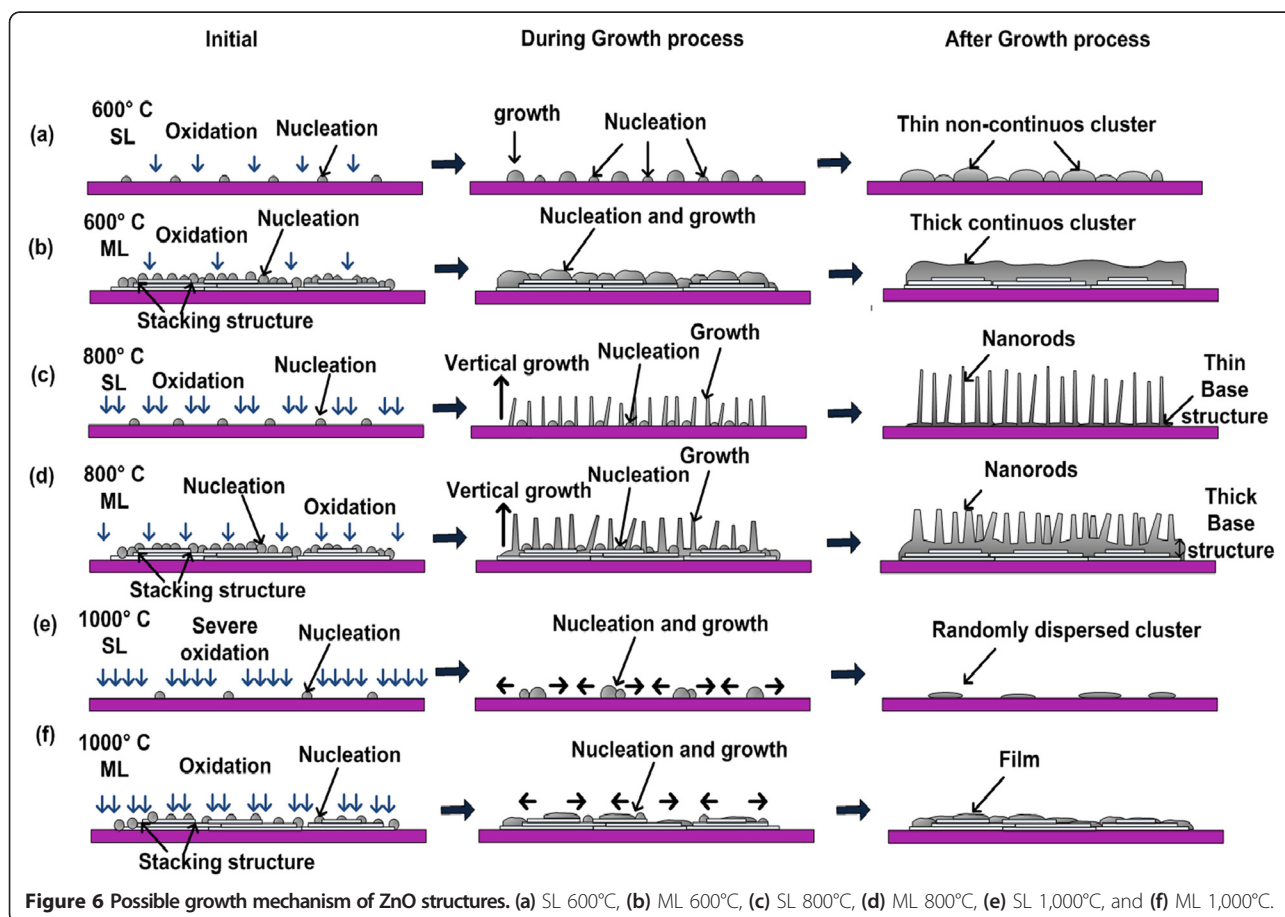 Initial
During Growth process
After Growth process
(a)
600° C
SL
Oxidation
Nucleation
growth
Nucleation
Thin non-continuos cluster
(b)
600° C
ML
Oxidation
Nucleation
Stacking structure
Nucleation and growth
Thick continuos cluster
(c)
800° C
SL
Oxidation
Nucleation
Vertical growth
Nucleation
Growth
Nanorods
Thin
Base
structure
(d)
800° C
ML
Nucleation
Oxidation
Stacking structure
Vertical growth
Nucleation
Growth
Nanorods
Thick
Base
structure
(e)
1000° C
SL
Severe
oxidation
Nucleation
Nucleation and growth
Randomly dispersed cluster
(f)
1000° C
ML
Oxidation
Nucleation
Stacking structure
Nucleation and growth
Film
Figure 6 Possible growth mechanism of ZnO structures. (a) SL 600°C, (b) ML 600°C, (c) SL 800°C, (d) ML 800°C, (e) SL 1,000°C, and (f) ML 1,000°C.